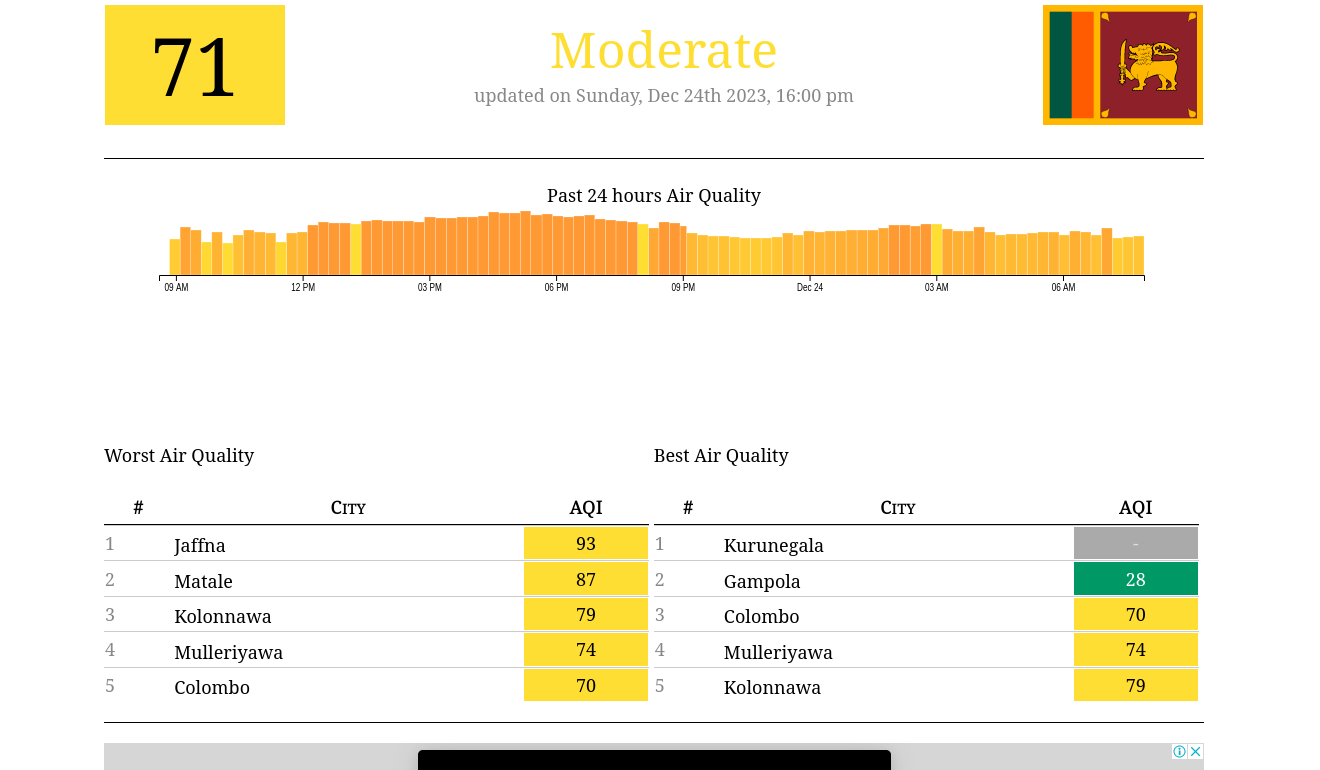 71
Moderate
updated on Sunday, Dec 24th 2023, 16:00 pm
Past 24 hours Air Quality
09 AM 12 PM 03 PM 06 PM 09 PM Dec 24 03 AM 06 AM
Worst Air Quality
# City AQI
1 Jaffna 93
2 Matale 87
3 Kolonnawa 79
4 Mulleriyawa 74
5 Colombo 70
Best Air Quality
# City AQI
1 Kurunegala -
2 Gampola 28
3 Colombo 70
4 Mulleriyawa 74
5 Kolonnawa 79